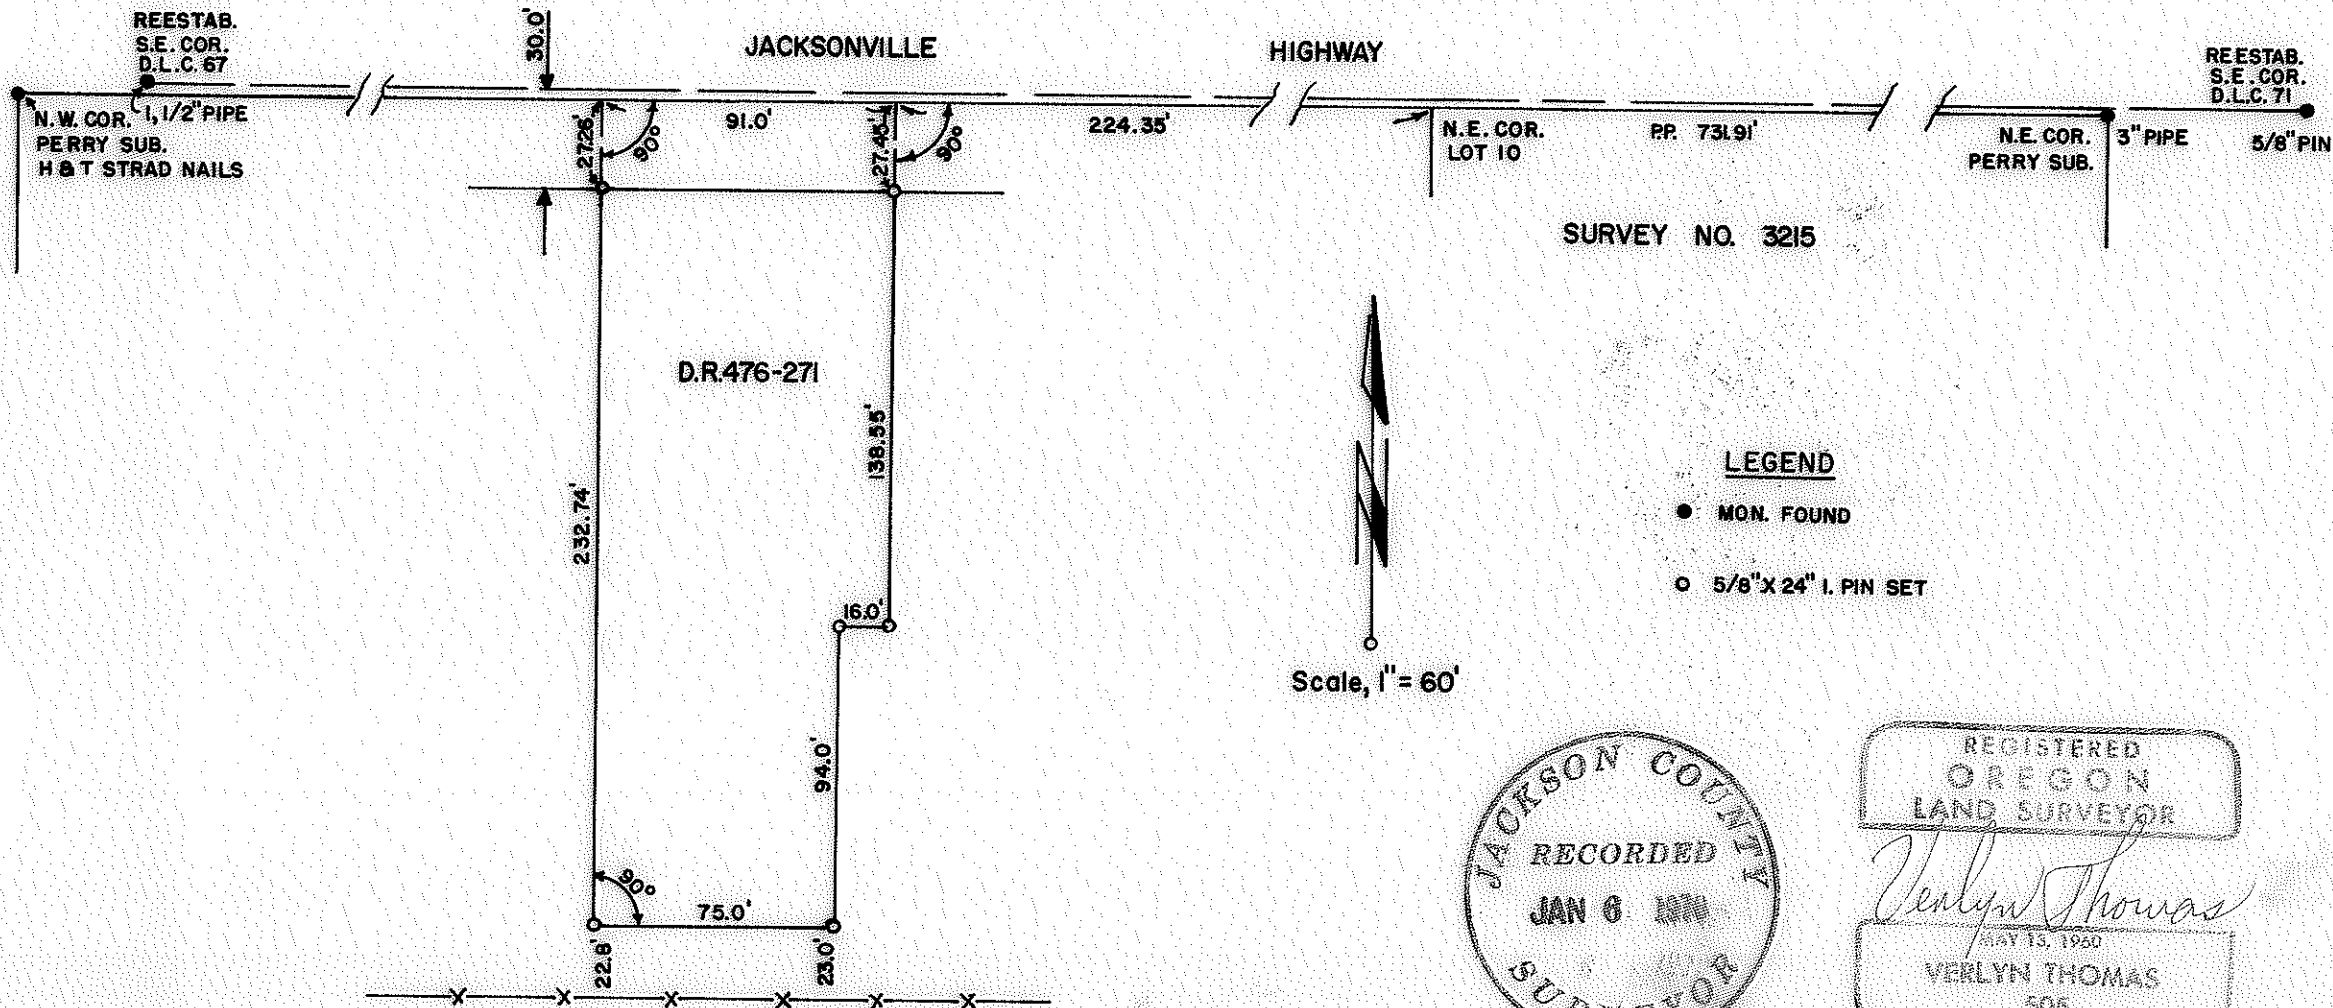 REESTAB.
S.E. COR.
D.L.C. 67
30.0'
JACKSONVILLE HIGHWAY
REESTAB.
S.E. COR.
D.L.C. 71
N.W. COR.
PERRY SUB.
H & T STRAD NAILS
1, 1/2" PIPE
27.26'
90°
91.0'
27.45'
90°
224.35'
N.E. COR.
LOT 10
P.P. 731.91'
N.E. COR.
PERRY SUB.
3" PIPE
5/8" PIN
SURVEY NO. 3215
D.R. 476-271
138.55'
232.74'
LEGEND
MON. FOUND
5/8" X 24" I. PIN SET
16.0'
Scale, 1" = 60'
94.0'
90°
75.0'
22.8'
23.0'
X X X X X X
JACKSON COUNTY
RECORDED
JAN 6
SURVEYOR
REGISTERED
OREGON
LAND SURVEYOR
Verlyn Thomas
MAY 13, 1960
VERLYN THOMAS